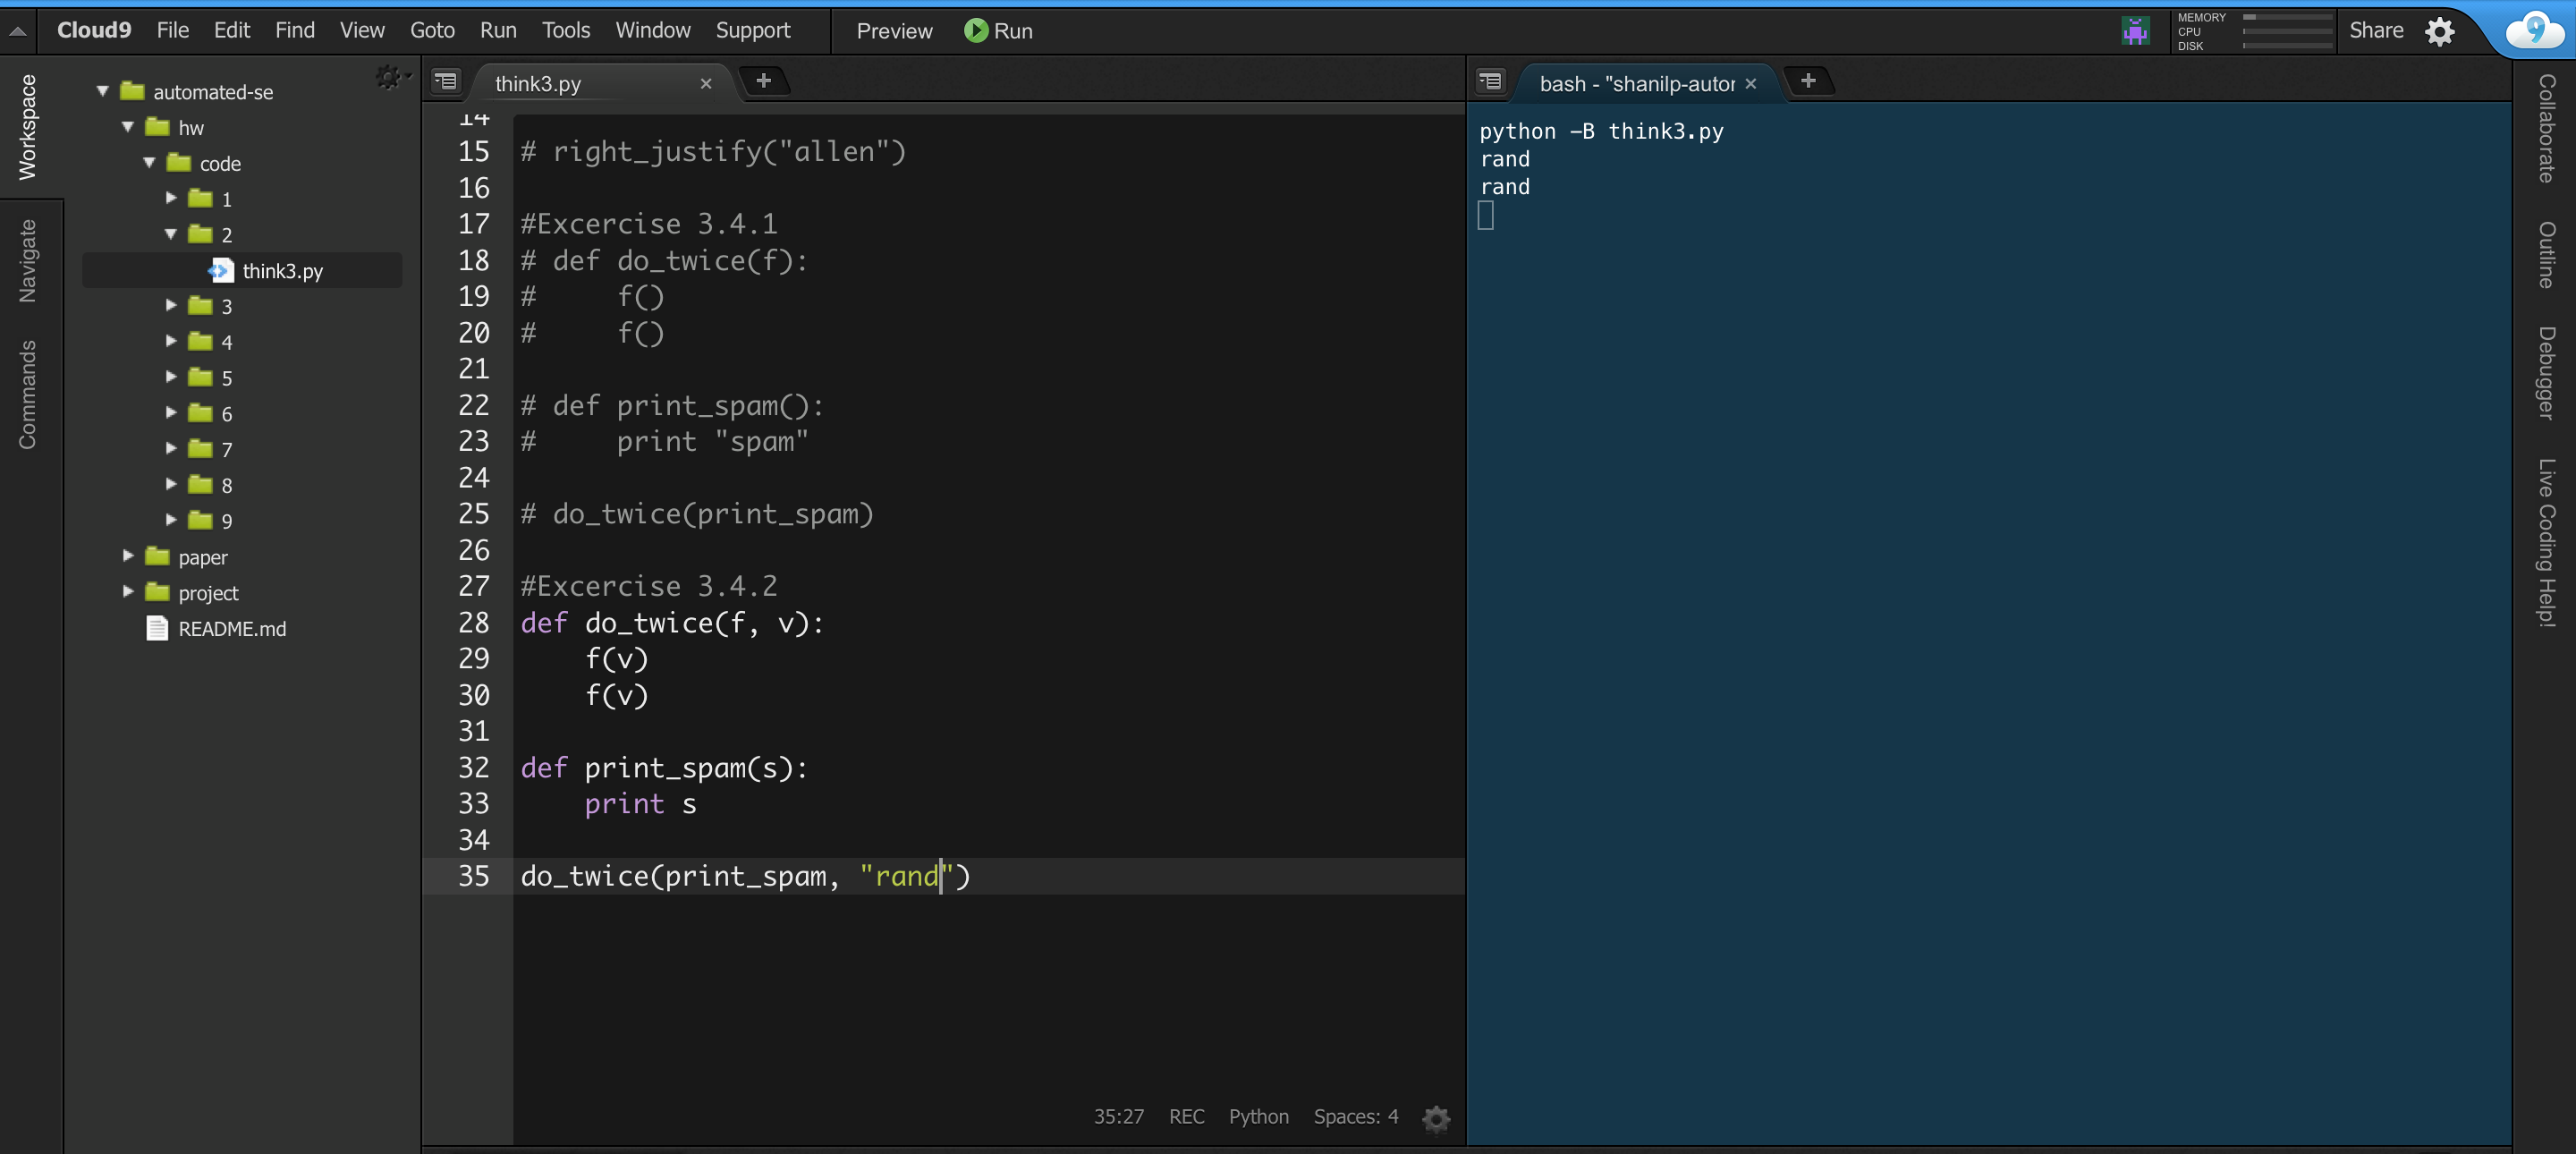 Cloud9 File Edit Find View Goto Run Tools Window Support Preview Run MEMORY CPU DISK Share
Workspace
Navigate
Commands
automated-se
hw
code
1
2
think3.py
3
4
5
6
7
8
9
paper
project
README.md
think3.py
14
15 # right_justify("allen")
16
17 #Excercise 3.4.1
18 # def do_twice(f):
19 #     f()
20 #     f()
21
22 # def print_spam():
23 #     print "spam"
24
25 # do_twice(print_spam)
26
27 #Excercise 3.4.2
28 def do_twice(f, v):
29     f(v)
30     f(v)
31
32 def print_spam(s):
33     print s
34
35 do_twice(print_spam, "rand")
35:27 REC Python Spaces: 4
bash - "shanilp-autor
python -B think3.py
rand
rand
Collaborate
Outline
Debugger
Live Coding Help!
9